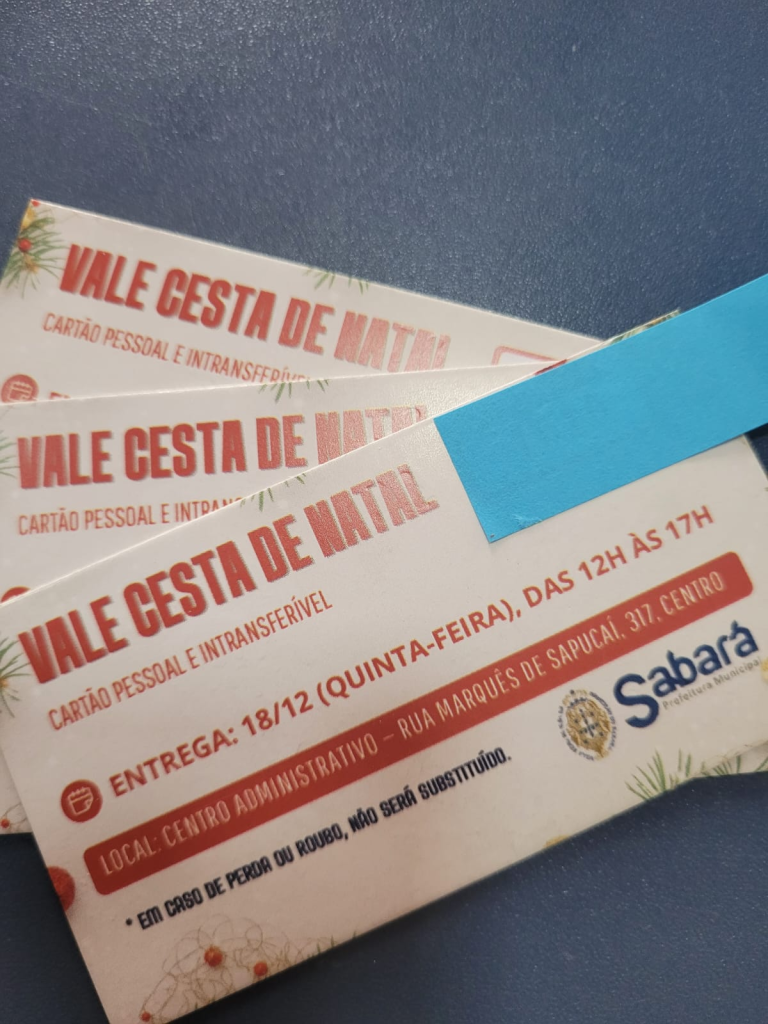 VALE CESTA DE NATAL
CARTÃO PESSOAL E INTRANSFERÍVEL
VALE CESTA DE NATAL
CARTÃO PESSOAL E INTRANS
VALE CESTA DE NATAL
CARTÃO PESSOAL E INTRANSFERÍVEL
ENTREGA: 18/12 (QUINTA-FEIRA), DAS 12H ÀS 17H
LOCAL: CENTRO ADMINISTRATIVO – RUA MARQUÊS DE SAPUCAÍ, 317, CENTRO
Sabará
Prefeitura Municipal
* EM CASO DE PERDA OU ROUBO, NÃO SERÁ SUBSTITUÍDO.